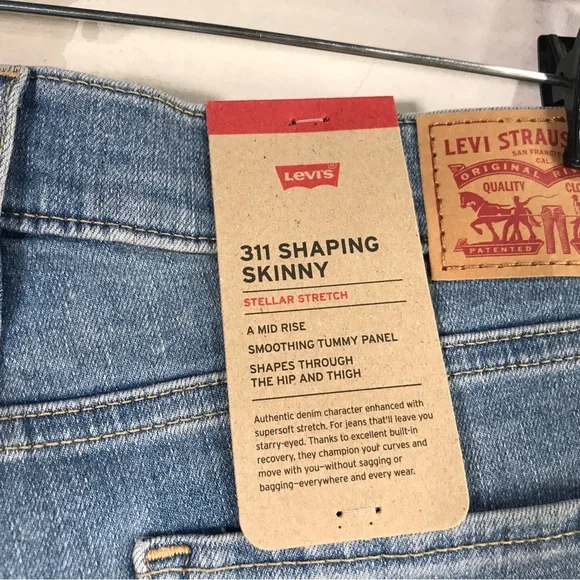 Levi's
311 SHAPING
SKINNY
STELLAR STRETCH
A MID RISE
SMOOTHING TUMMY PANEL
SHAPES THROUGH
THE HIP AND THIGH
Authentic denim character enhanced with
supersoft stretch. For jeans that'll leave you
starry-eyed. Thanks to excellent built-in
recovery, they champion your curves and
move with you—without sagging or
bagging—everywhere and every wear.
LEVI STRAUS
SAN FRANCIS
CAL.
ORIGINAL RI
QUALITY CLO
PATENTED